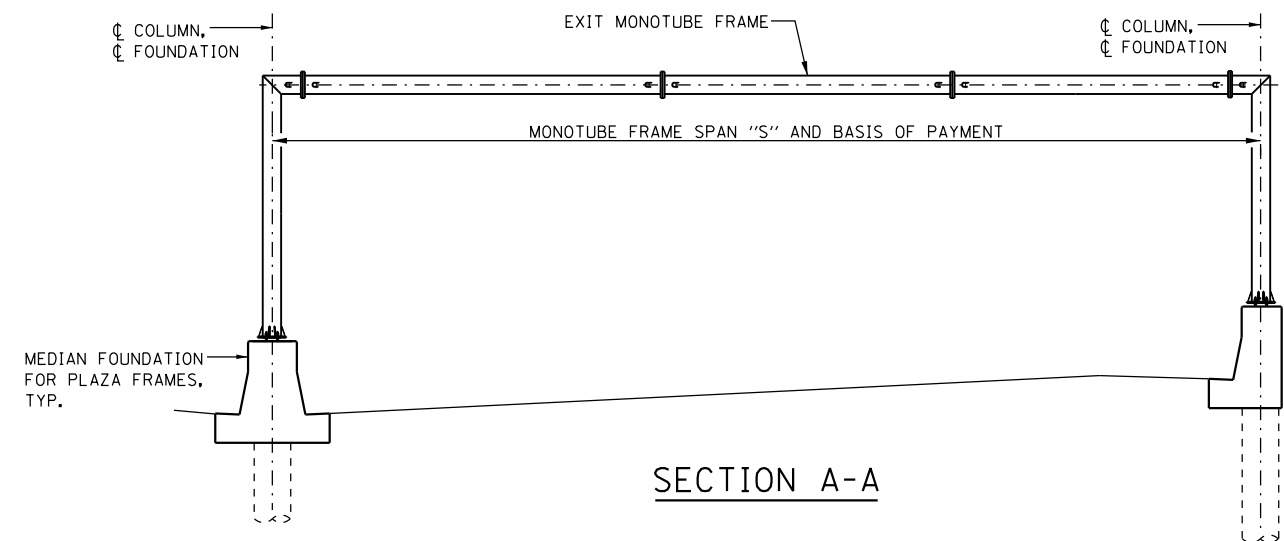 ℄ COLUMN,
℄ FOUNDATION
EXIT MONOTUBE FRAME
℄ COLUMN,
℄ FOUNDATION
MONOTUBE FRAME SPAN "S" AND BASIS OF PAYMENT
MEDIAN FOUNDATION
FOR PLAZA FRAMES,
TYP.
SECTION A-A